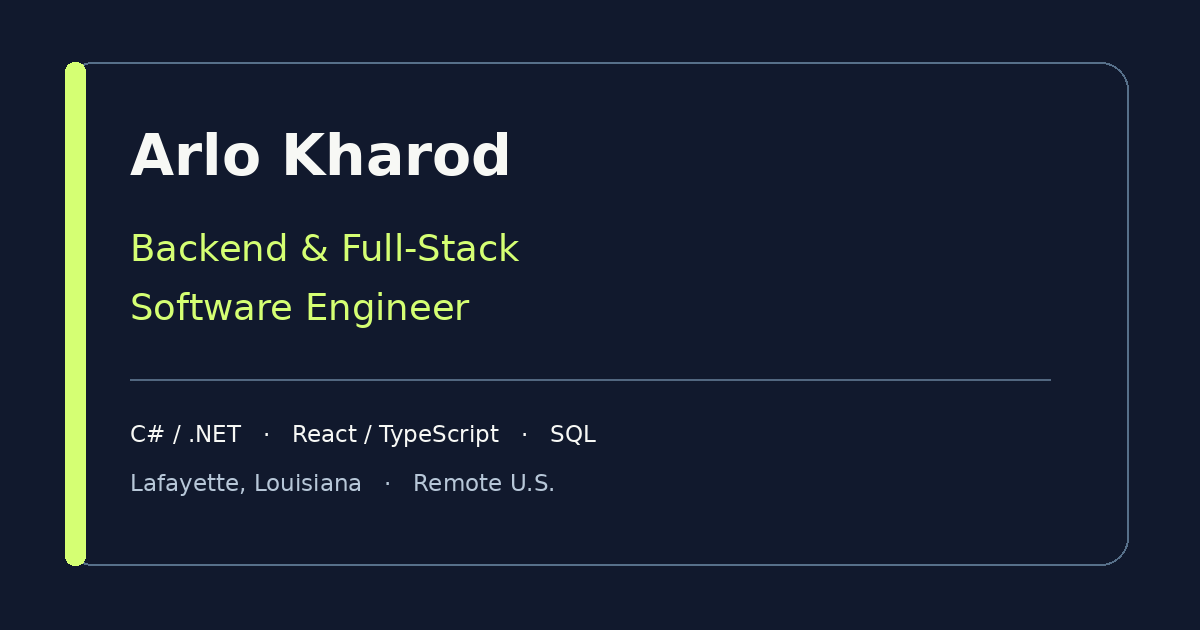 Arlo Kharod
Backend & Full-Stack
Software Engineer
C# / .NET · React / TypeScript · SQL
Lafayette, Louisiana · Remote U.S.